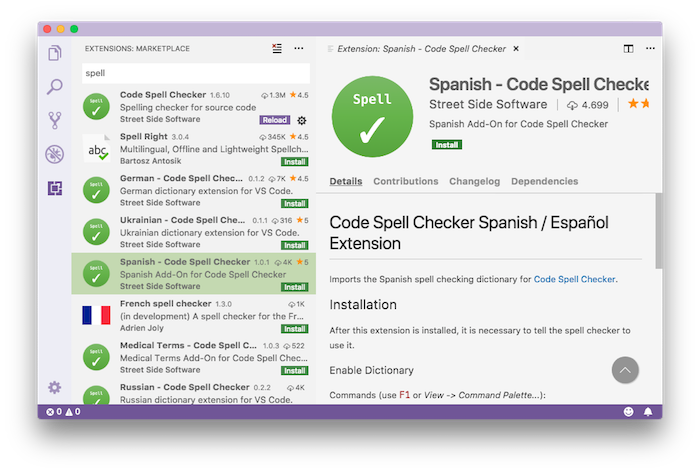 EXTENSIONS: MARKETPLACE
spell
Spell
Code Spell Checker 1.6.10 1.3M 4.5
Spelling checker for source code
Street Side Software Reload
abc
Spell Right 3.0.4 345K 4.5
Multilingual, Offline and Lightweight Spellch...
Bartosz Antosik Install
Spell
German - Code Spell Chec... 0.1.2 7K 4.5
German dictionary extension for VS Code.
Street Side Software Install
Spell
Ukrainian - Code Spell Che... 0.1.1 316 5
Ukrainian dictionary extension for VS Code.
Street Side Software Install
Spell
Spanish - Code Spell Checker 1.0.1 4K 5
Spanish Add-On for Code Spell Checker
Street Side Software Install
French spell checker 1.3.0 1K
(in development) A spell checker for the Fr...
Adrien Joly Install
Spell
Medical Terms - Code Spell C... 1.0.3 522
Medical Terms Add-On for Code Spell Chec...
Street Side Software Install
Spell
Russian - Code Spell Checker 0.2.2 4K
Russian dictionary extension for VS Code.
Extension: Spanish - Code Spell Checker
Spell
Spanish - Code Spell Checke
Street Side Software 4.699
Spanish Add-On for Code Spell Checker
Install
Details Contributions Changelog Dependencies
Code Spell Checker Spanish / Español
Extension
Imports the Spanish spell checking dictionary for Code Spell Checker.
Installation
After this extension is installed, it is necessary to tell the spell checker to
use it.
Enable Dictionary
Commands (use F1 or View -> Command Palette...):
0 0